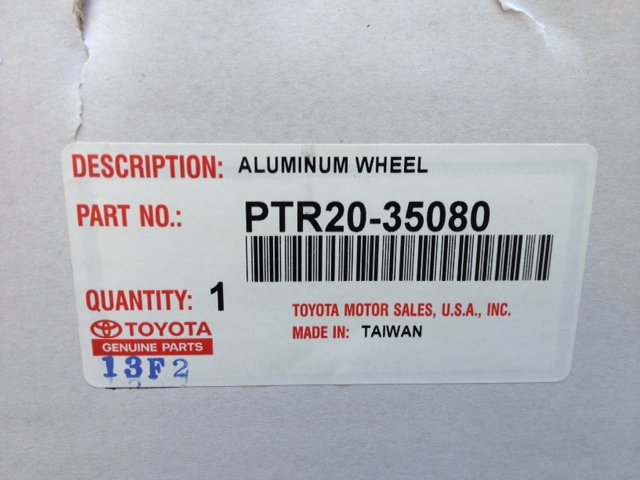 DESCRIPTION: ALUMINUM WHEEL
PART NO.: PTR20-35080
QUANTITY: 1
TOYOTA
GENUINE PARTS
13F2
TOYOTA MOTOR SALES, U.S.A., INC.
MADE IN: TAIWAN